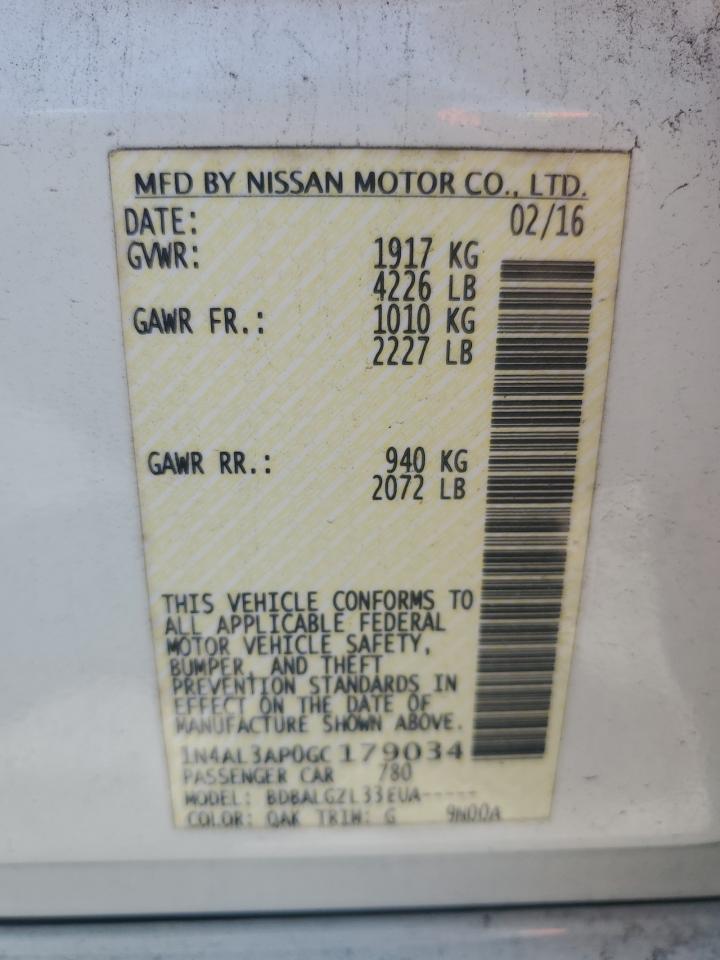 MFD BY NISSAN MOTOR CO., LTD.
DATE: 02/16
GVWR: 1917 KG
4226 LB
GAWR FR.: 1010 KG
2227 LB
GAWR RR.: 940 KG
2072 LB
THIS VEHICLE CONFORMS TO
ALL APPLICABLE FEDERAL
MOTOR VEHICLE SAFETY,
BUMPER, AND THEFT
PREVENTION STANDARDS IN
EFFECT ON THE DATE OF
MANUFACTURE SHOWN ABOVE.
1N4AL3AP0GC179034
PASSENGER CAR /80
MODEL: BDBALGZL33EUA-----
COLOR: QAK TRIM: G 9N00A